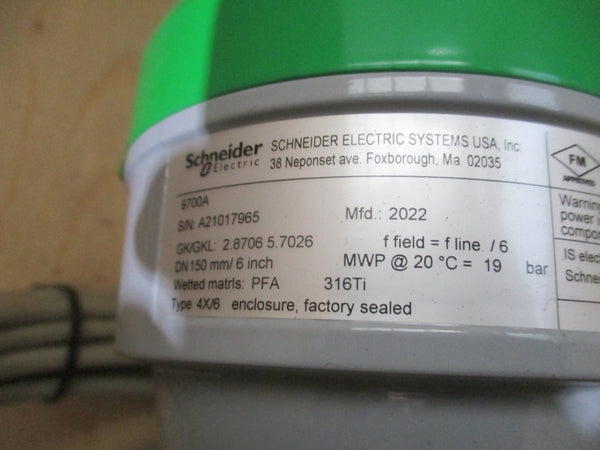 Schneider Electric SCHNEIDER ELECTRIC SYSTEMS USA, Inc.
38 Neponset ave. Foxborough, Ma 02035
9700A
S/N: A21017965 Mfd.: 2022
GK/GKL: 2.8706 5.7026 f field = f line / 6
DN150 mm/ 6 inch MWP @ 20 °C = 19 bar
Wetted matrls: PFA 316Ti
Type 4X/6 enclosure, factory sealed
FM
APPROVED
Warning
power
IS elec
Schnei